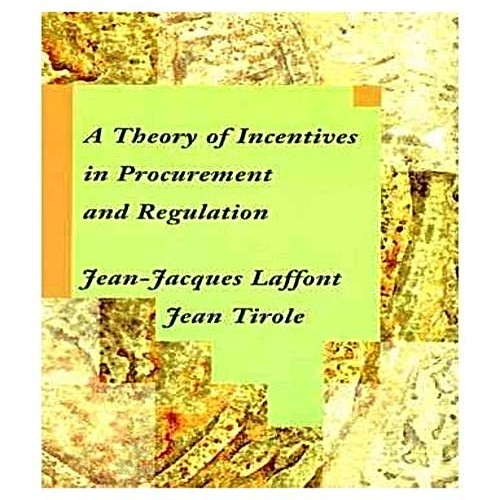 A Theory of Incentives
in Procurement
and Regulation
Jean-Jacques Laffont
Jean Tirole